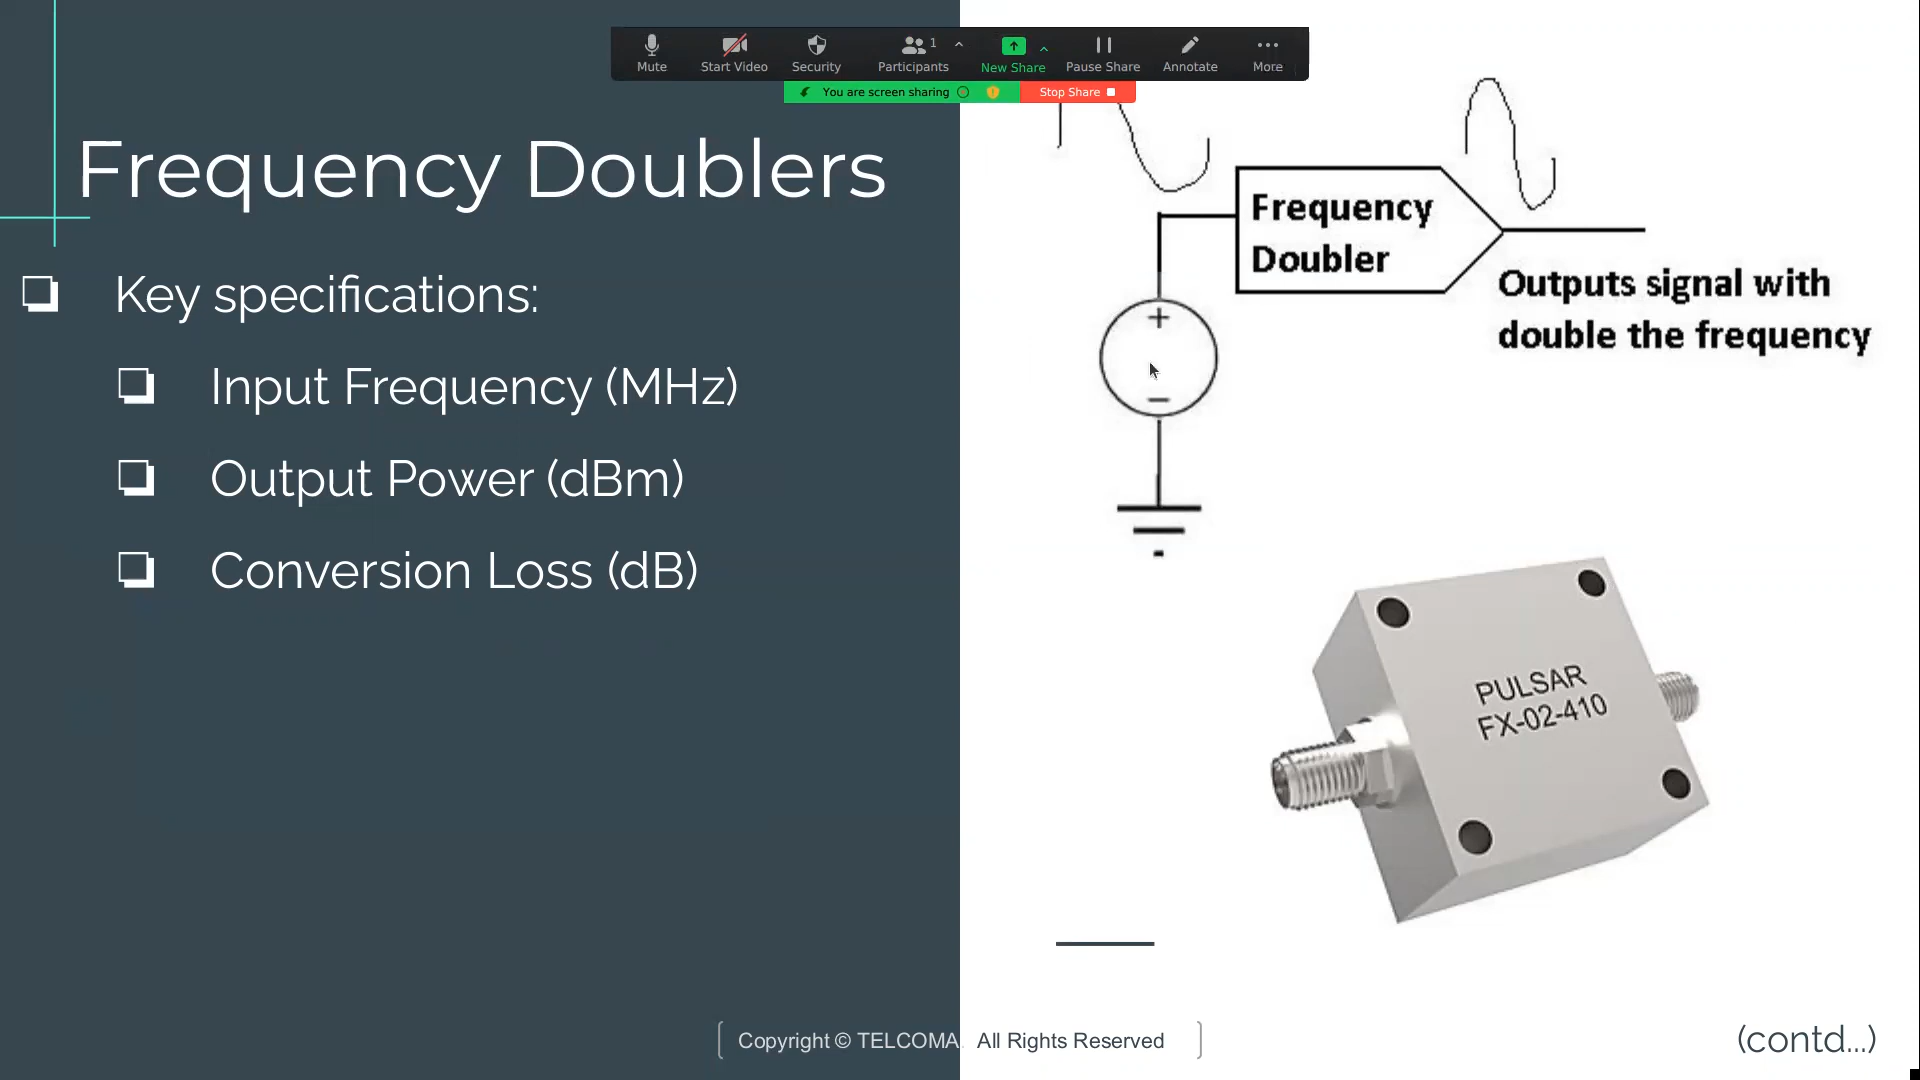 Mute
Start Video
Security
Participants
1
New Share
Pause Share
Annotate
More
You are screen sharing
Stop Share
Frequency Doublers
Key specifications:
Input Frequency (MHz)
Output Power (dBm)
Conversion Loss (dB)
Frequency
Doubler
Outputs signal with
double the frequency
+
−
PULSAR
FX-02-410
Copyright © TELCOMA. All Rights Reserved
(contd...)